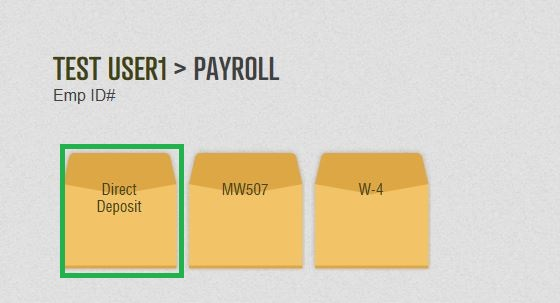 TEST USER1 > PAYROLL
Emp ID#
Direct
Deposit
MW507
W-4